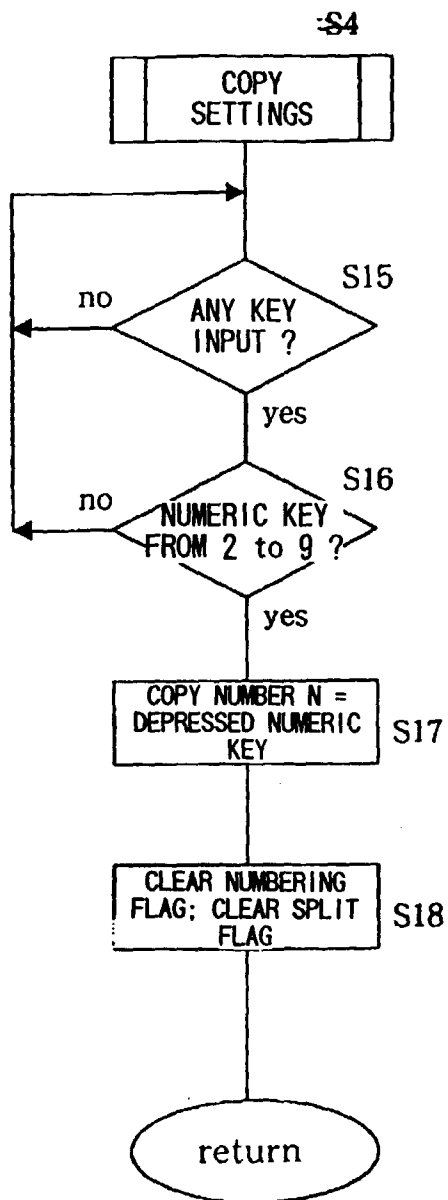 S4
COPY
SETTINGS
S15
no
ANY KEY
INPUT ?
yes
S16
no
NUMERIC KEY
FROM 2 to 9 ?
yes
COPY NUMBER N =
DEPRESSED NUMERIC
KEY
S17
CLEAR NUMBERING
FLAG; CLEAR SPLIT
FLAG
S18
return